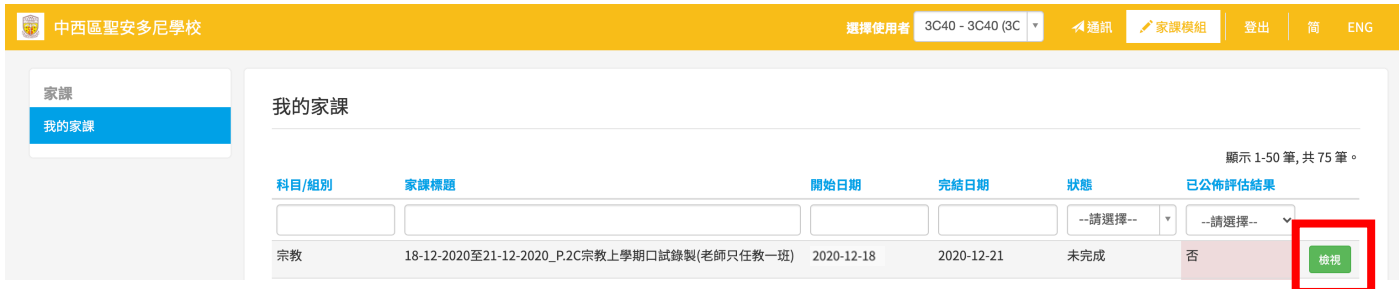 中西區聖安多尼學校
選擇使用者 3C40 - 3C40 (3C 通訊 家課模組 登出 简 ENG
家課
我的家課
我的家課
顯示 1-50 筆, 共 75 筆。
科目/組別 家課標題 開始日期 完結日期 狀態 已公佈評估結果
--請選擇-- --請選擇--
宗教 18-12-2020至21-12-2020_P.2C宗教上學期口試錄製(老師只任教一班) 2020-12-18 2020-12-21 未完成 否 檢視